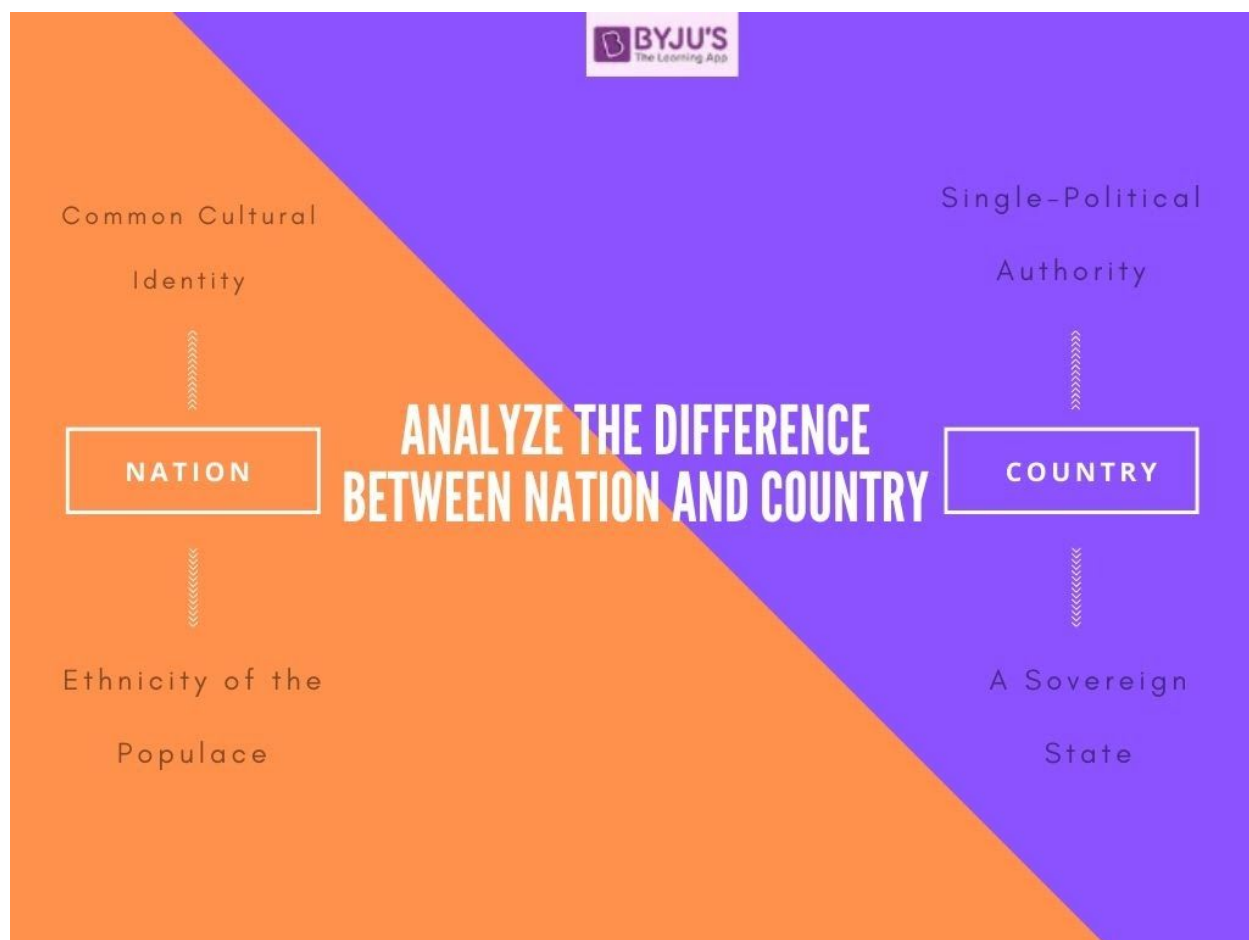 BYJU'S
The Learning App
Common Cultural
Identity
NATION
Ethnicity of the
Populace
ANALYZE THE DIFFERENCE
BETWEEN NATION AND COUNTRY
Single-Political
Authority
COUNTRY
A Sovereign
State